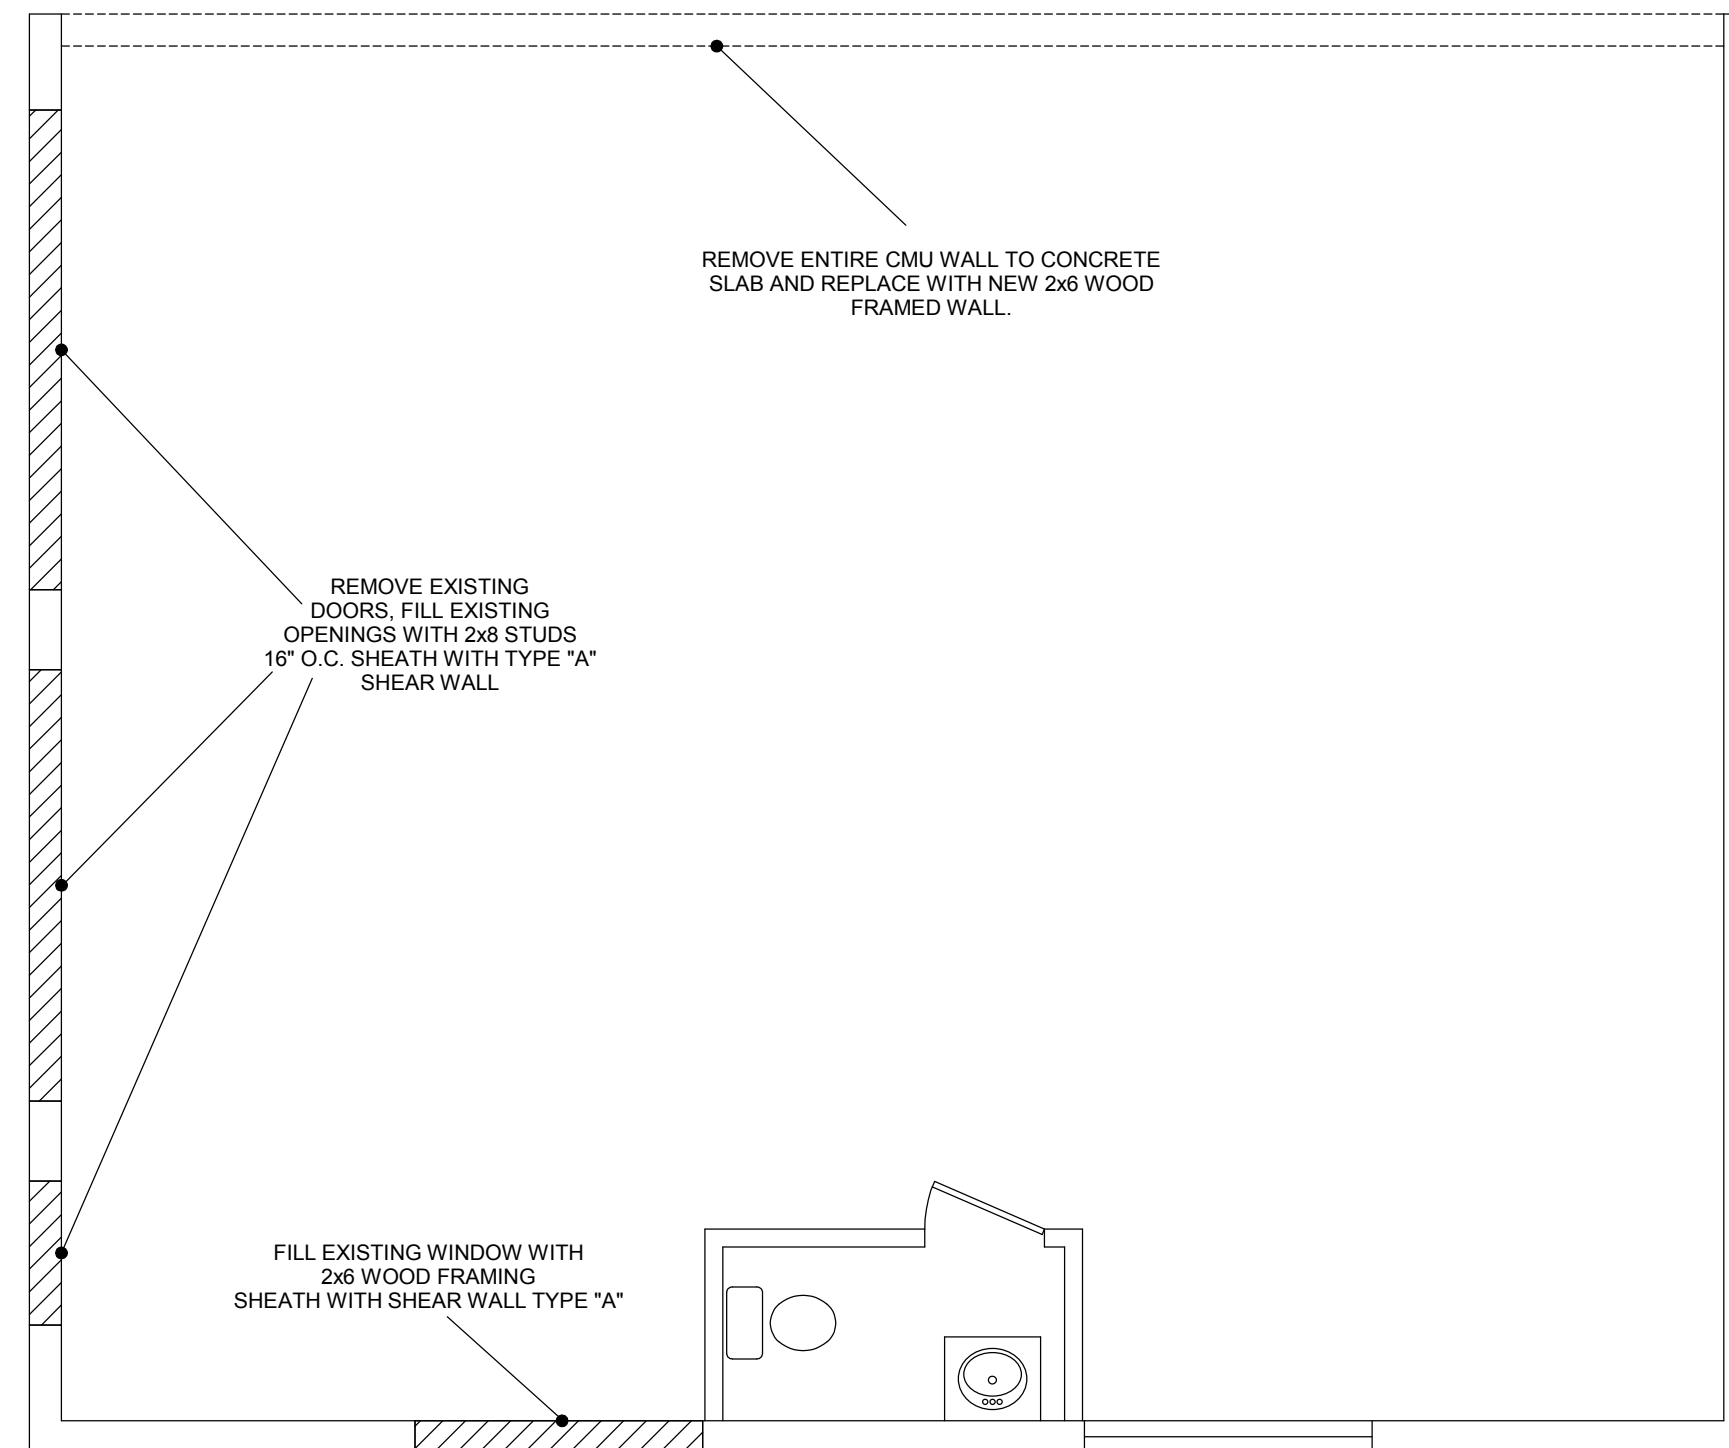 REMOVE ENTIRE CMU WALL TO CONCRETE
SLAB AND REPLACE WITH NEW 2x6 WOOD
FRAMED WALL.
REMOVE EXISTING
DOORS, FILL EXISTING
OPENINGS WITH 2x8 STUDS
16" O.C. SHEATH WITH TYPE "A"
SHEAR WALL
FILL EXISTING WINDOW WITH
2x6 WOOD FRAMING
SHEATH WITH SHEAR WALL TYPE "A"